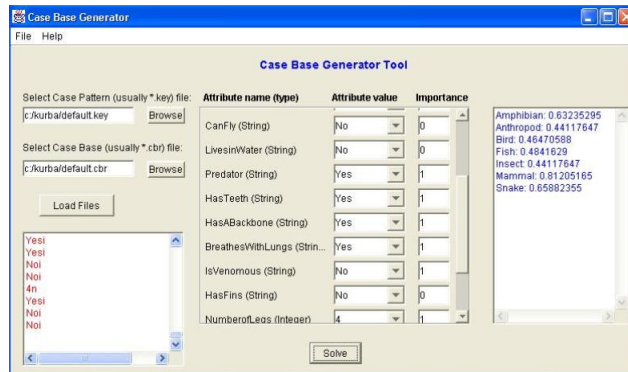 Case Base Generator
File Help
Case Base Generator Tool
Select Case Pattern (usually *.key) file:
c:/kurba/default.key Browse
Select Case Base (usually *.cbr) file:
c:/kurba/default.cbr Browse
Load Files
Yesi
Yesi
Noi
Noi
4n
Yesi
Noi
Noi
Attribute name (type) Attribute value Importance
CanFly (String) No 0
LivesinWater (String) No 0
Predator (String) Yes 1
HasTeeth (String) Yes 1
HasABackbone (String) Yes 1
BreathesWithLungs (Strin... Yes 1
IsVenomous (String) No 1
HasFins (String) No 0
NumberofLegs (Integer) 4 1
Amphibian: 0.63235295
Anthropod: 0.44117647
Bird: 0.46470588
Fish: 0.4841629
Insect: 0.44117647
Mammal: 0.81205165
Snake: 0.65882355
Solve